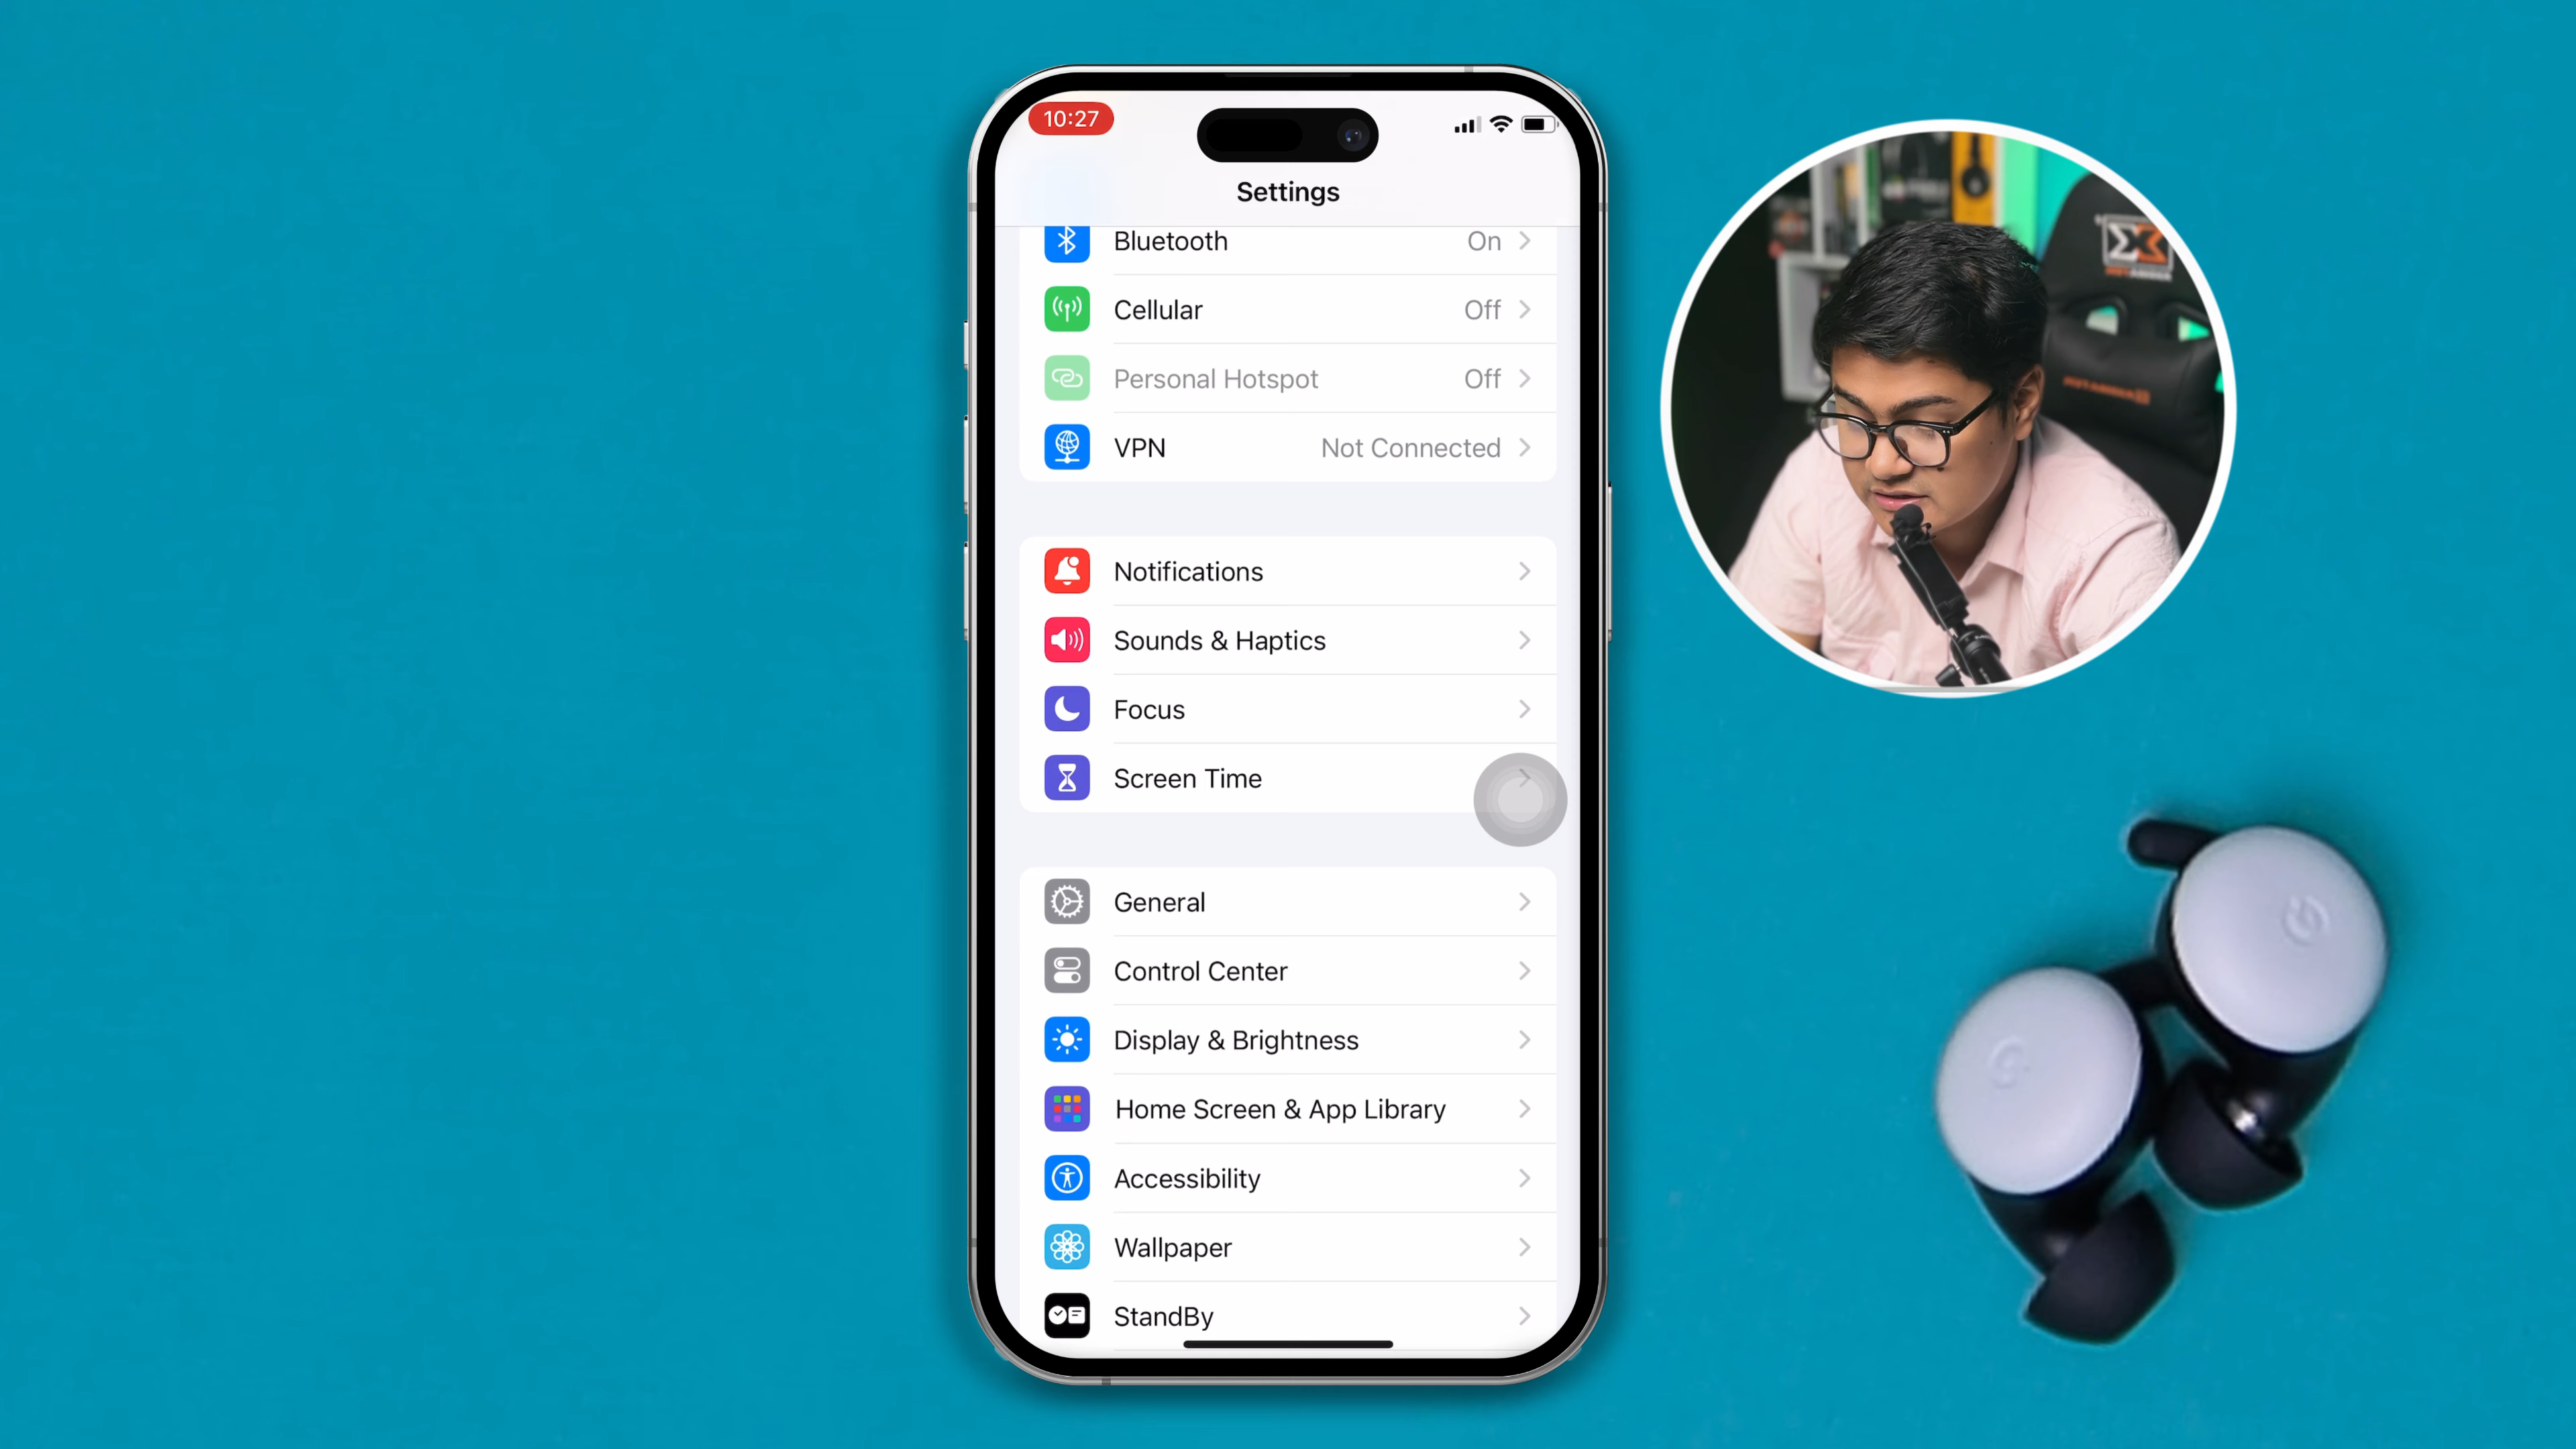 10:27
Settings
Bluetooth On
Cellular Off
Personal Hotspot Off
VPN Not Connected
Notifications
Sounds & Haptics
Focus
Screen Time
General
Control Center
Display & Brightness
Home Screen & App Library
Accessibility
Wallpaper
StandBy